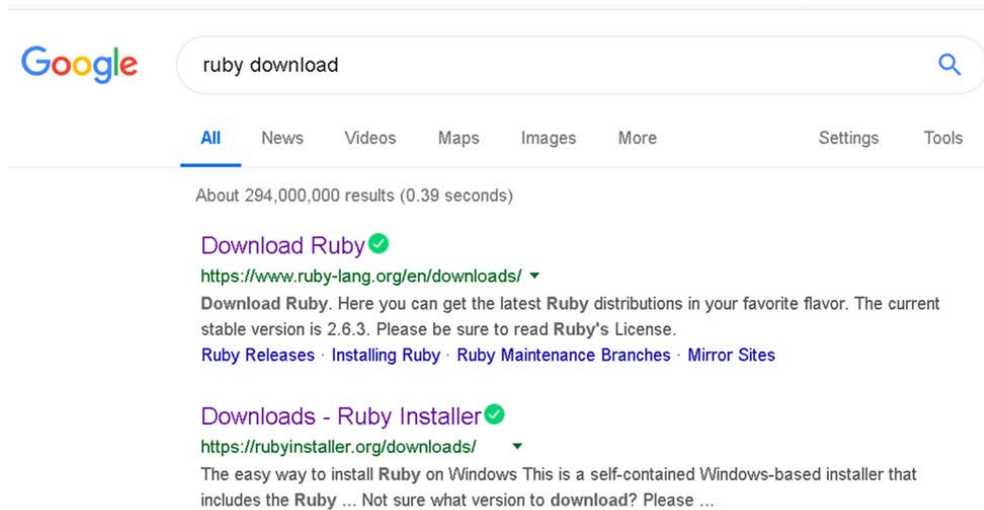 Google ruby download
All News Videos Maps Images More Settings Tools
About 294,000,000 results (0.39 seconds)
Download Ruby
https://www.ruby-lang.org/en/downloads/
Download Ruby. Here you can get the latest Ruby distributions in your favorite flavor. The current
stable version is 2.6.3. Please be sure to read Ruby's License.
Ruby Releases · Installing Ruby · Ruby Maintenance Branches · Mirror Sites
Downloads - Ruby Installer
https://rubyinstaller.org/downloads/
The easy way to install Ruby on Windows This is a self-contained Windows-based installer that
includes the Ruby ... Not sure what version to download? Please ...